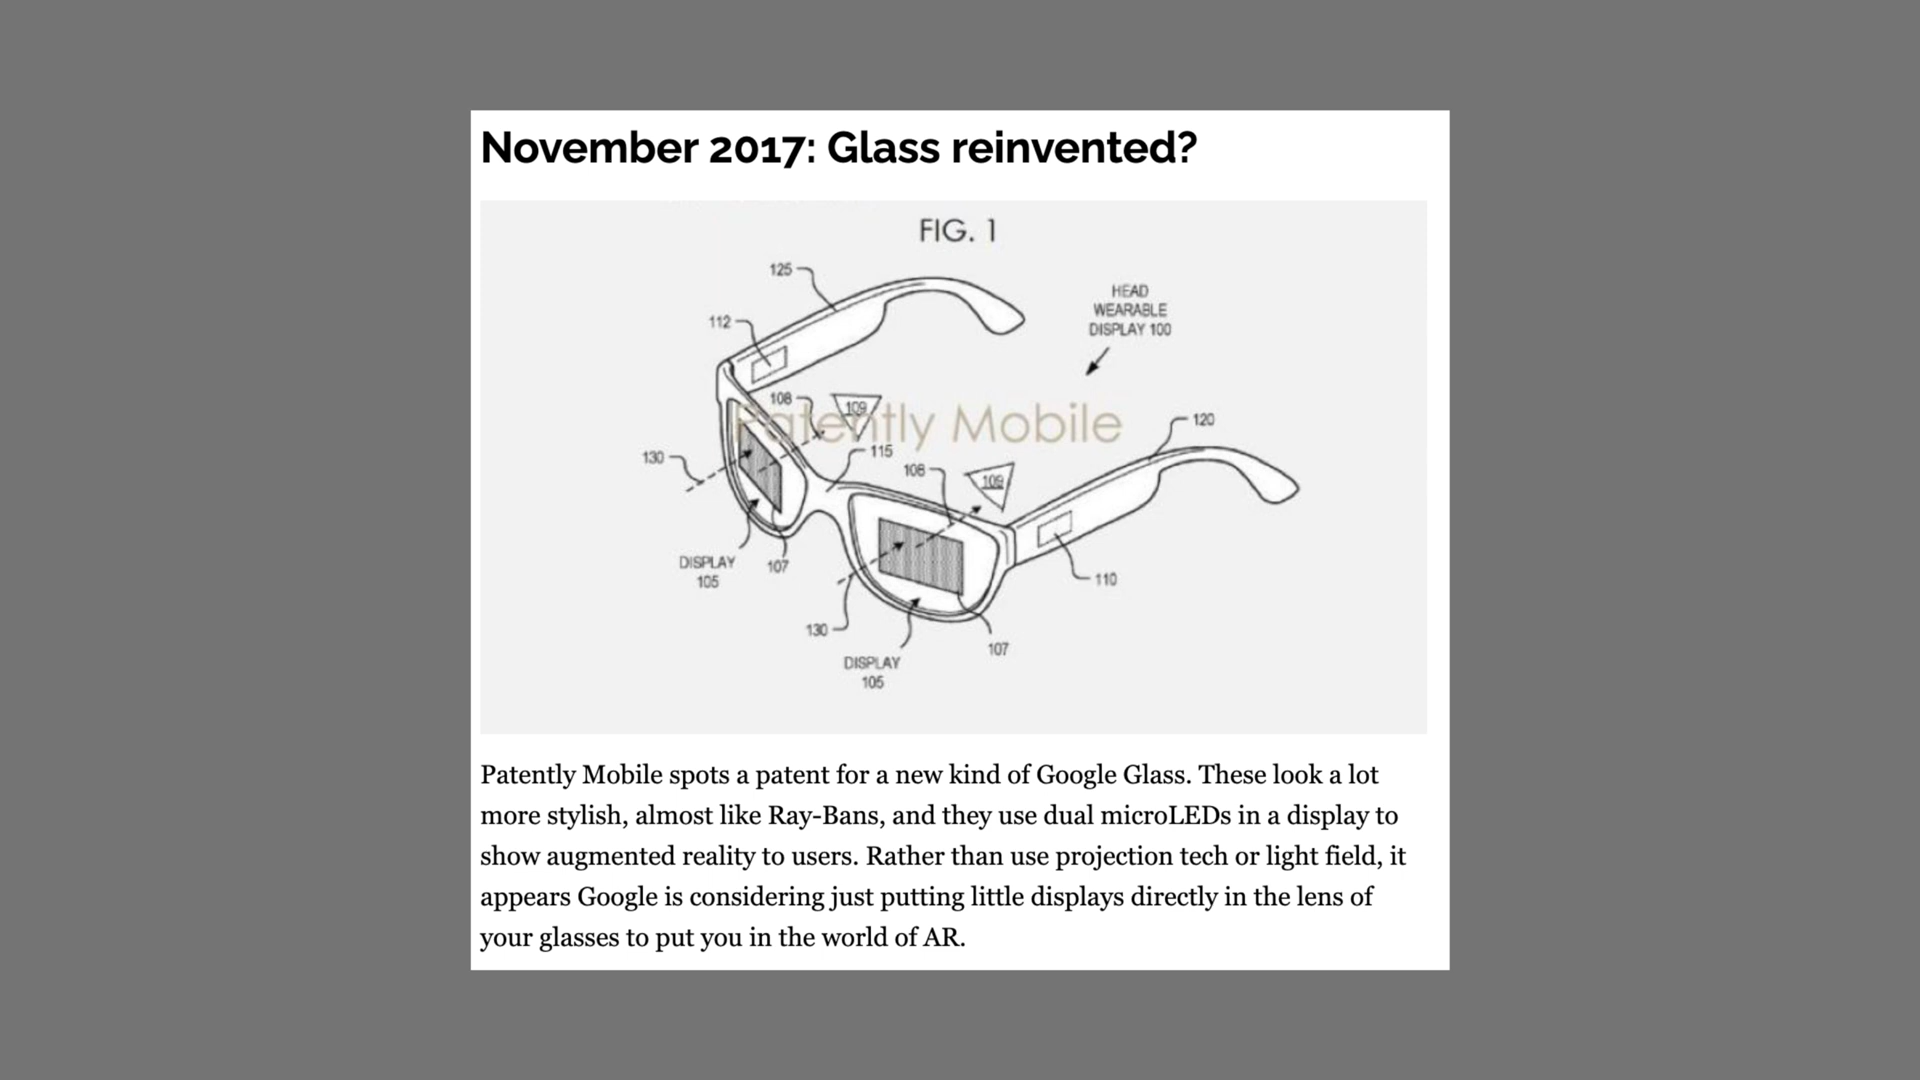 November 2017: Glass reinvented?
FIG. 1
125
HEAD
WEARABLE
DISPLAY 100
112
108
109
Patently Mobile
120
130
115
108
109
DISPLAY
105
107
110
130
107
DISPLAY
105
Patently Mobile spots a patent for a new kind of Google Glass. These look a lot
more stylish, almost like Ray-Bans, and they use dual microLEDs in a display to
show augmented reality to users. Rather than use projection tech or light field, it
appears Google is considering just putting little displays directly in the lens of
your glasses to put you in the world of AR.